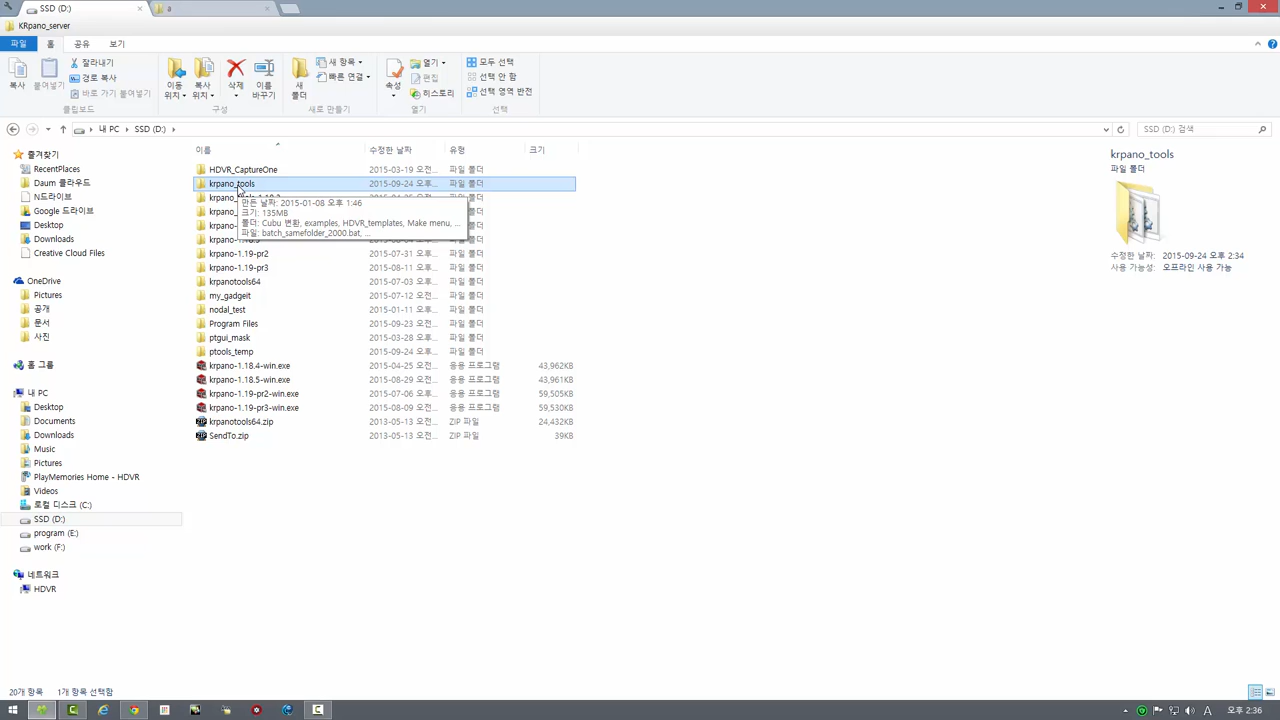 SSD (D:)
a
KRpano_server
파일 홈 공유 보기
복사
붙여넣기
잘라내기
경로 복사
바로 가기 붙여넣기
클립보드
이동
위치
복사
위치
삭제
이름
바꾸기
구성
새
폴더
새 항목
빠른 연결
새로 만들기
속성
열기
편집
히스토리
열기
모두 선택
선택 안 함
선택 영역 반전
선택
내 PC SSD (D:)
SSD (D:) 검색
이름 수정한 날짜 유형 크기
즐겨찾기
RecentPlaces
Daum 클라우드
N드라이브
Google 드라이브
Desktop
Downloads
Creative Cloud Files
OneDrive
Pictures
공개
문서
사진
홈 그룹
내 PC
Desktop
Documents
Downloads
Music
Pictures
PlayMemories Home - HDVR
Videos
로컬 디스크 (C:)
SSD (D:)
program (E:)
work (F:)
네트워크
HDVR
HDVR_CaptureOne 2015-03-19 오전... 파일 폴더
krpano_tools 2015-09-24 오후... 파일 폴더
만든 날짜: 2015-01-08 오후 1:46
크기: 135MB
폴더: Cubu 변환, examples, HDVR_templates, Make menu, ...
파일: batch_samefolder_2000.bat, ...
krpano-1.19-pr2 2015-07-31 오후... 파일 폴더
krpano-1.19-pr3 2015-08-11 오후... 파일 폴더
krpanotools64 2015-07-03 오전... 파일 폴더
my_gadgeit 2015-07-12 오전... 파일 폴더
nodal_test 2015-01-11 오후... 파일 폴더
Program Files 2015-09-23 오전... 파일 폴더
ptgui_mask 2015-03-28 오전... 파일 폴더
ptools_temp 2015-09-24 오후... 파일 폴더
krpano-1.18.4-win.exe 2015-04-25 오전... 응용 프로그램 43,962KB
krpano-1.18.5-win.exe 2015-08-29 오전... 응용 프로그램 43,961KB
krpano-1.19-pr2-win.exe 2015-07-06 오후... 응용 프로그램 59,505KB
krpano-1.19-pr3-win.exe 2015-08-09 오전... 응용 프로그램 59,530KB
krpanotools64.zip 2013-05-13 오전... ZIP 파일 24,432KB
SendTo.zip 2013-05-13 오전... ZIP 파일 39KB
krpano_tools
파일 폴더
수정한 날짜: 2015-09-24 오후 2:34
사용 가능성: 오프라인 사용 가능
20개 항목 1개 항목 선택함
A 오후 2:36